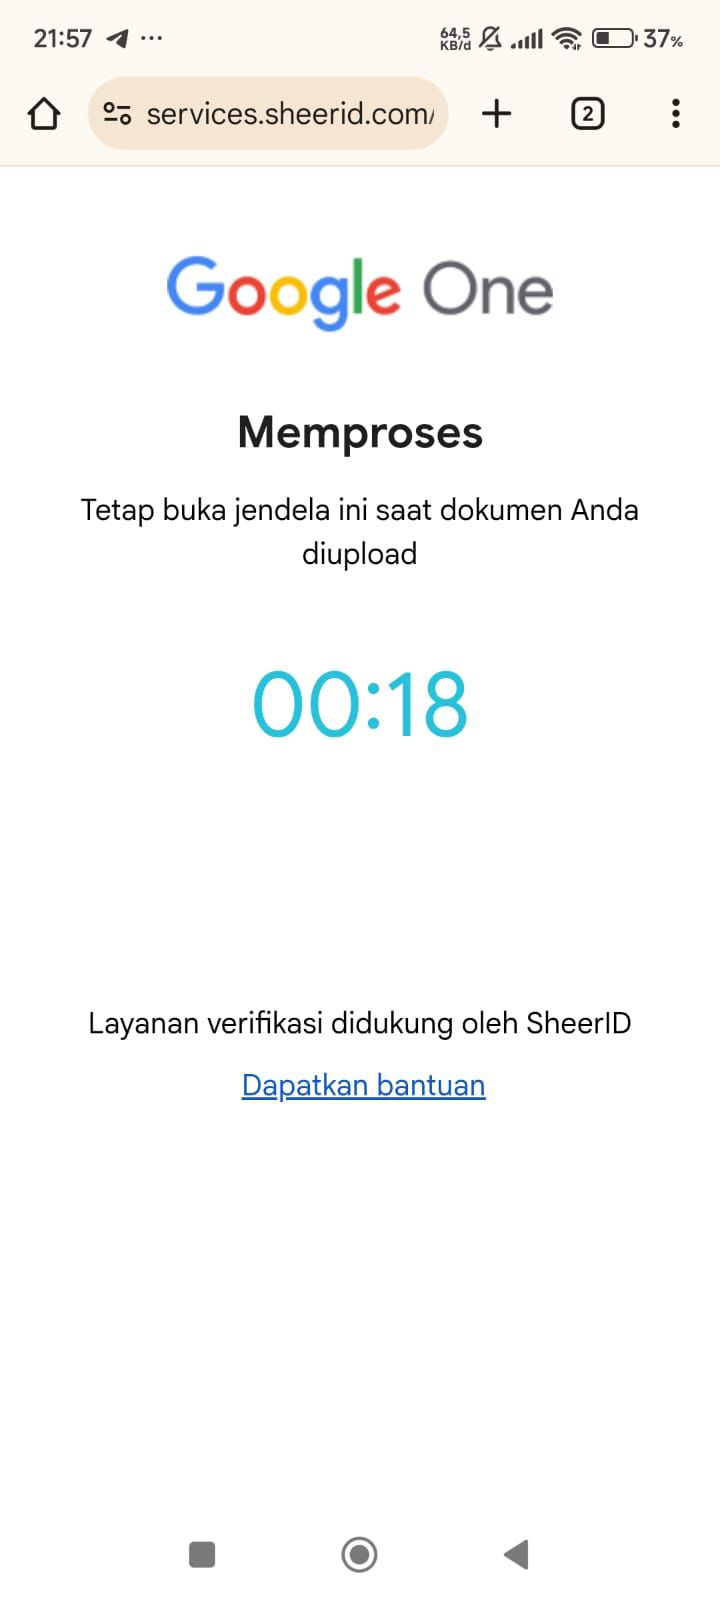 21:57
64,5
KB/d
37%
services.sheerid.com/
2
Google One
Memproses
Tetap buka jendela ini saat dokumen Anda
diupload
00:18
Layanan verifikasi didukung oleh SheerID
Dapatkan bantuan